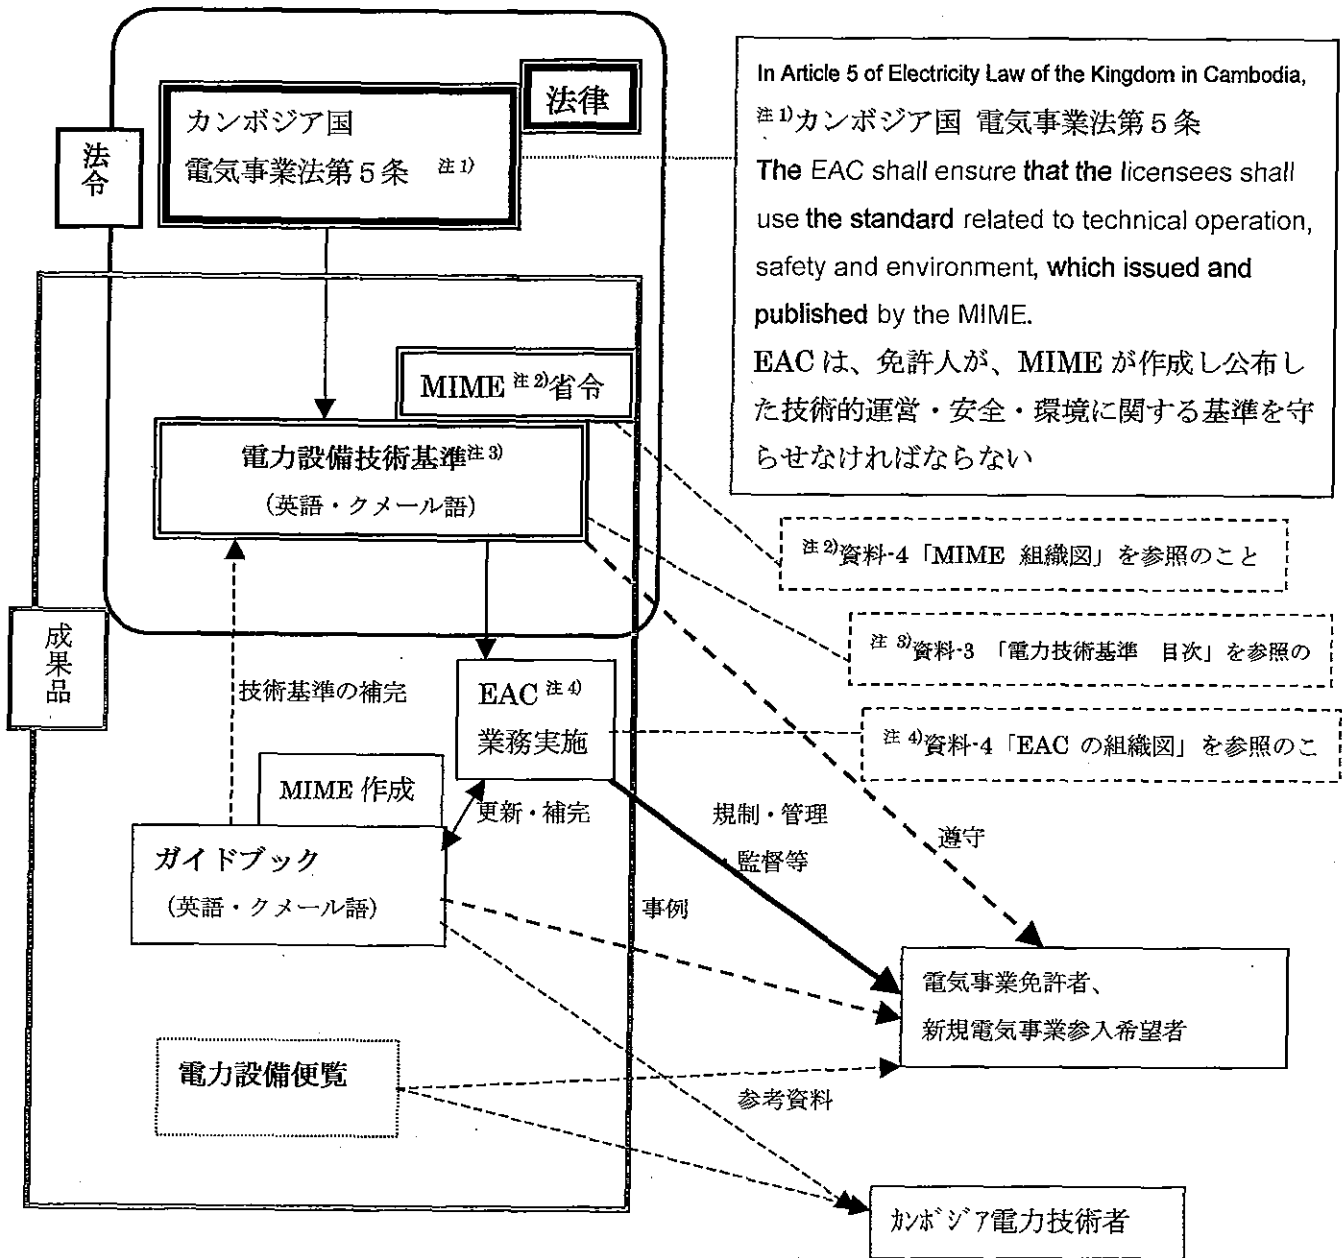 法律
カンボジア国
電気事業法第5条 注1)
法令
In Article 5 of Electricity Law of the Kingdom in Cambodia,
注1)カンボジア国 電気事業法第5条
The EAC shall ensure that the licensees shall
use the standard related to technical operation,
safety and environment, which issued and
published by the MIME.
EAC は、免許人が、MIME が作成し公布し
た技術的運営・安全・環境に関する基準を守
らせなければならない
MIME 注2)省令
電力設備技術基準注3)
(英語・クメール語)
注2)資料-4「MIME 組織図」を参照のこと
注3)資料-3 「電力技術基準 目次」を参照の
注4)資料-4「EAC の組織図」を参照のこ
成果品
技術基準の補完
EAC 注4)
業務実施
MIME 作成
更新・補完
規制・管理
・監督等
遵守
ガイドブック
(英語・クメール語)
事例
電気事業免許者、
新規電気事業参入希望者
電力設備便覧
参考資料
ｶﾝﾎﾞｼﾞｱ電力技術者